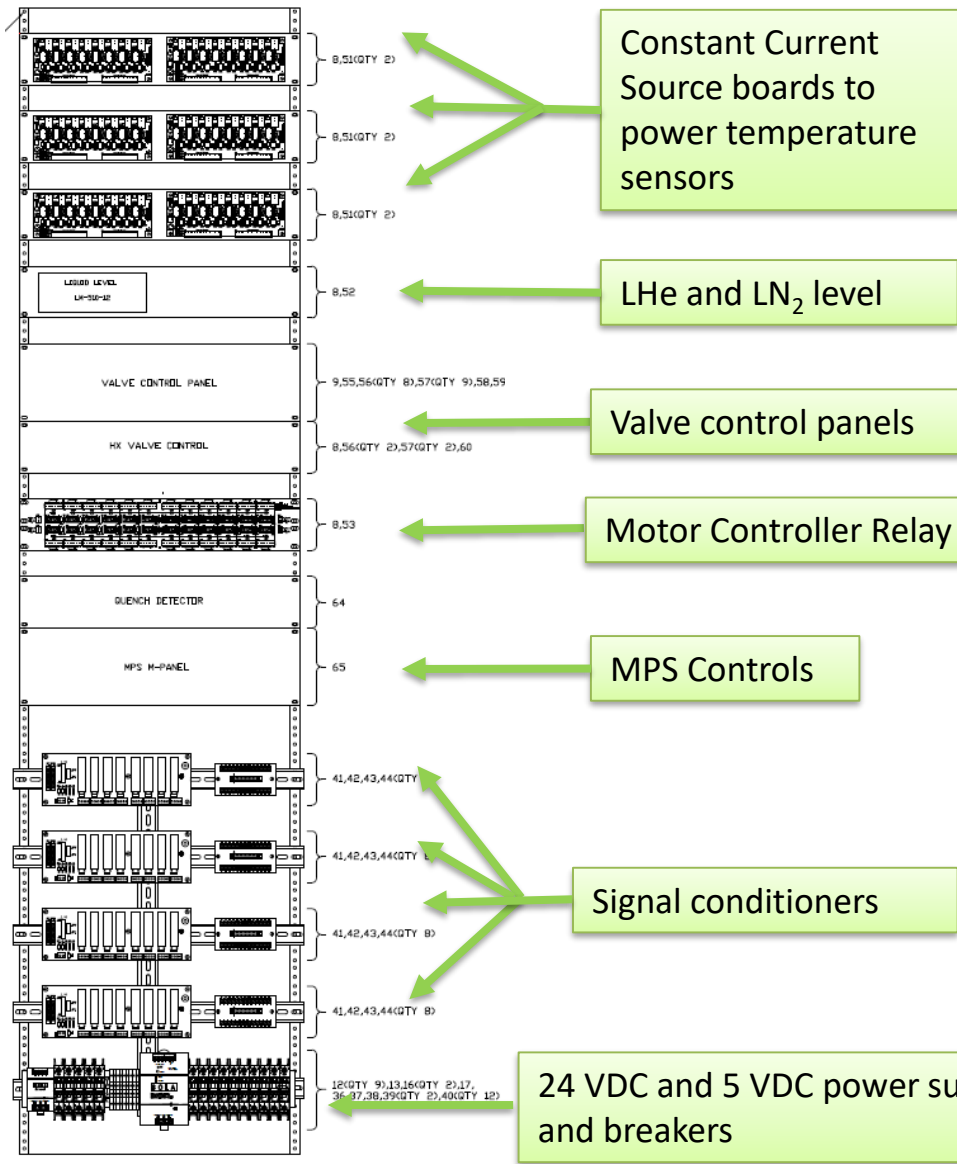 Constant Current
Source boards to
power temperature
sensors
8,51(QTY 2)
8,51(QTY 2)
8,51(QTY 2)
LIQUID LEVEL
8,52
LHe and LN₂ level
VALVE CONTROL PANEL
9,55,56(QTY 8),57(QTY 9),58,59
Valve control panels
HX VALVE CONTROL
8,56(QTY 2),57(QTY 2),60
8,53
Motor Controller Relay
QUENCH DETECTOR
64
MPS M-PANEL
65
MPS Controls
41,42,43,44(QTY
41,42,43,44(QTY
Signal conditioners
41,42,43,44(QTY 8)
41,42,43,44(QTY 8)
SOLA
12(QTY 9),13,16(QTY 2),17,
36,37,38,39(QTY 2),40(QTY 12)
24 VDC and 5 VDC power su
and breakers